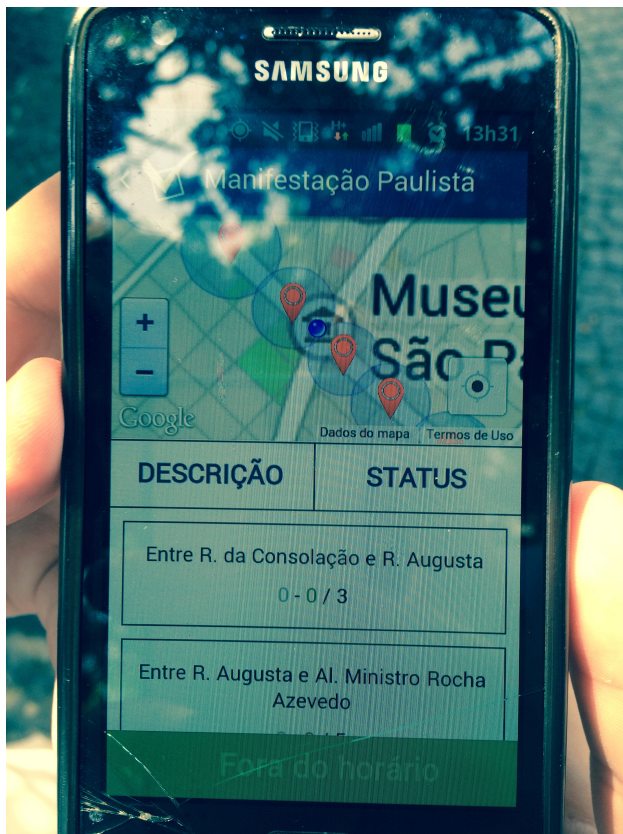 SAMSUNG
13h31
Manifestação Paulista
Museu
São Pa
+
-
Google
Dados do mapa
Termos de Uso
DESCRIÇÃO
STATUS
Entre R. da Consolação e R. Augusta
0 - 0 / 3
Entre R. Augusta e Al. Ministro Rocha
Azevedo
Fora do horário